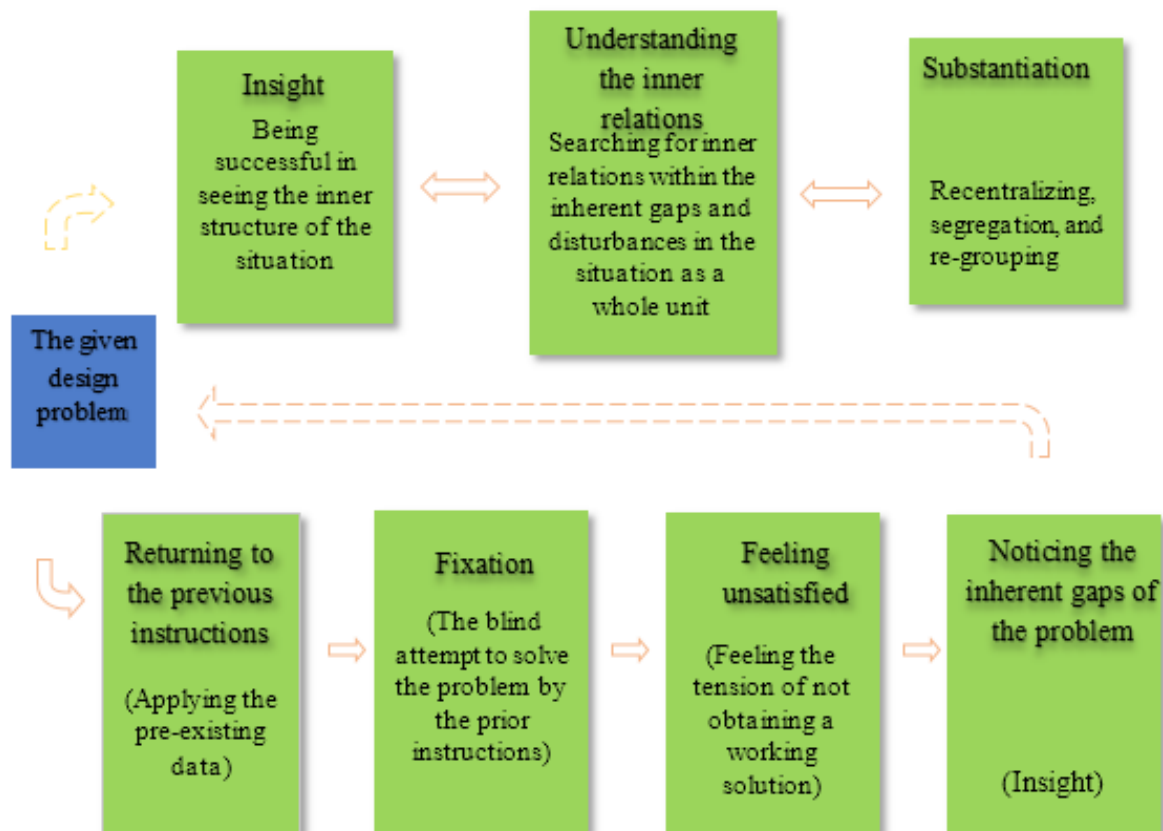 Insight
Being
successful in
seeing the inner
structure of the
situation
Understanding
the inner
relations
Searching for inner
relations within the
inherent gaps and
disturbances in the
situation as a
whole unit
Substantiation
Recentralizing,
segregation, and
re-grouping
The given
design
problem
Returning to
the previous
instructions
(Applying the
pre-existing
data)
Fixation
(The blind
attempt to solve
the problem by
the prior
instructions)
Feeling
unsatisfied
(Feeling the
tension of not
obtaining a
working
solution)
Noticing the
inherent gaps of
the problem
(Insight)